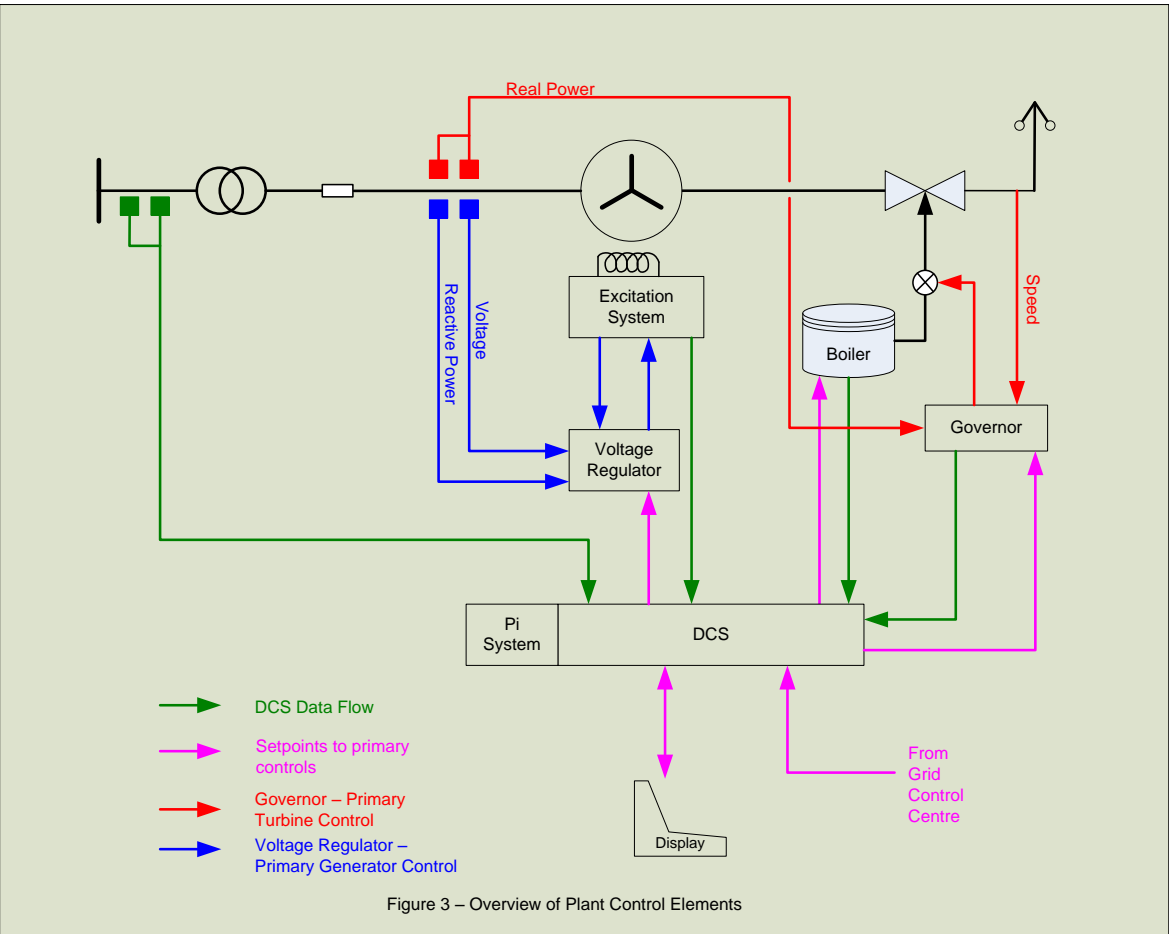 Real Power
Reactive Power
Voltage
Speed
Excitation
System
Boiler
Governor
Voltage
Regulator
Pi
System
DCS
DCS Data Flow
Setpoints to primary
controls
Governor – Primary
Turbine Control
Voltage Regulator –
Primary Generator Control
From
Grid
Control
Centre
Display
Figure 3 – Overview of Plant Control Elements